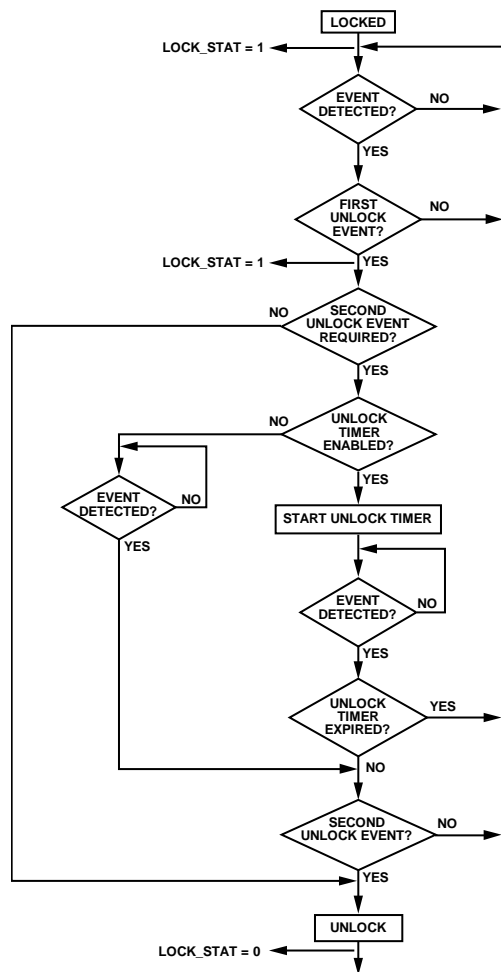 LOCKED
LOCK_STAT = 1
EVENT
DETECTED?
NO
YES
FIRST
UNLOCK
EVENT?
NO
LOCK_STAT = 1
YES
NO
SECOND
UNLOCK EVENT
REQUIRED?
YES
NO
UNLOCK
TIMER
ENABLED?
YES
EVENT
DETECTED?
NO
YES
START UNLOCK TIMER
EVENT
DETECTED?
NO
YES
UNLOCK
TIMER
EXPIRED?
YES
NO
SECOND
UNLOCK EVENT?
NO
YES
UNLOCK
LOCK_STAT = 0